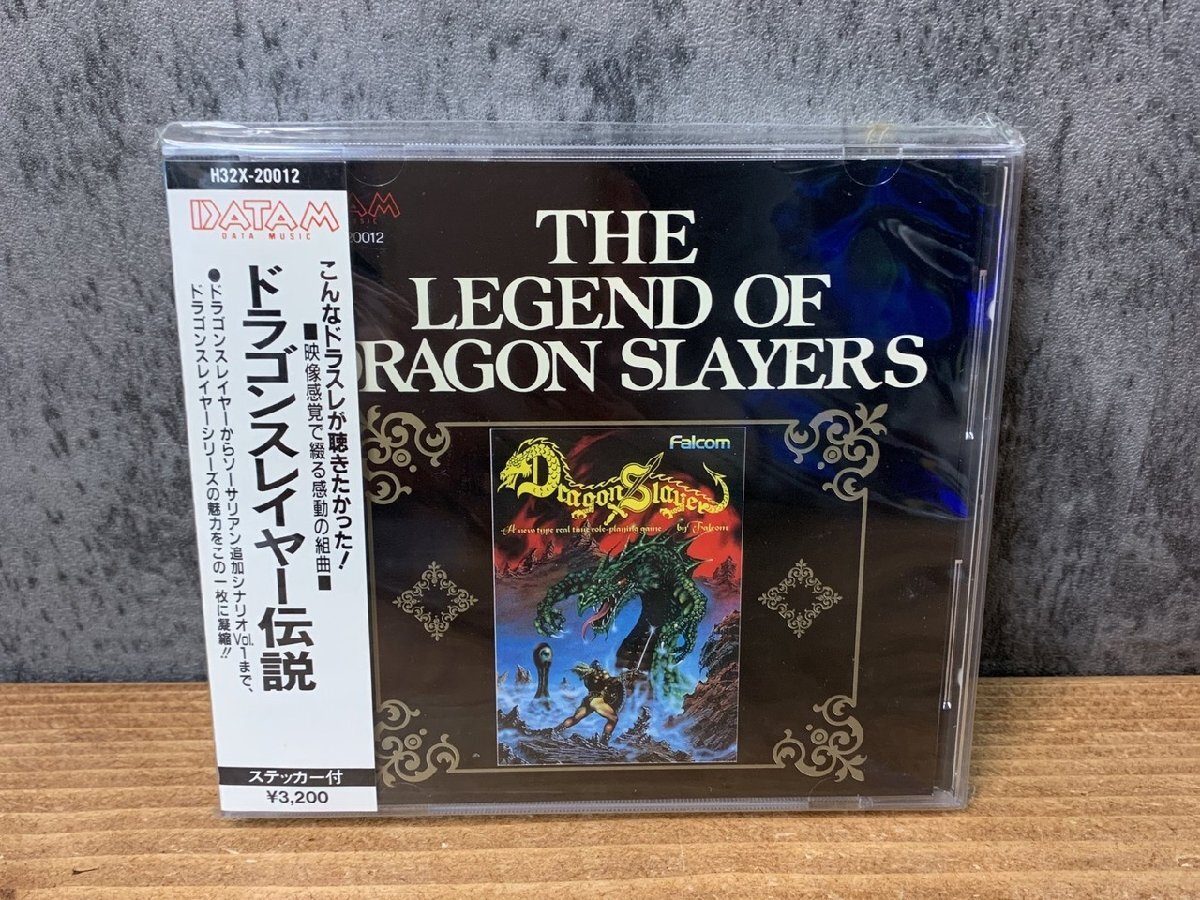 H32X-20012
DATAM
DATA MUSIC
こんなドラスレが聴きたかった!
■映像感覚で綴る感動の組曲■
ドラゴンスレイヤー伝説
●ドラゴンスレイヤーからソーサリアン追加シナリオVol.1まで、
ドラゴンスレイヤーシリーズの魅力をこの一枚に凝縮!!
ステッカー付
¥3,200
AM
SIC
20012
THE
LEGEND OF
DRAGON SLAYERS
Falcom
Dragon Slayer
A new type real time role-playing game by Falcom